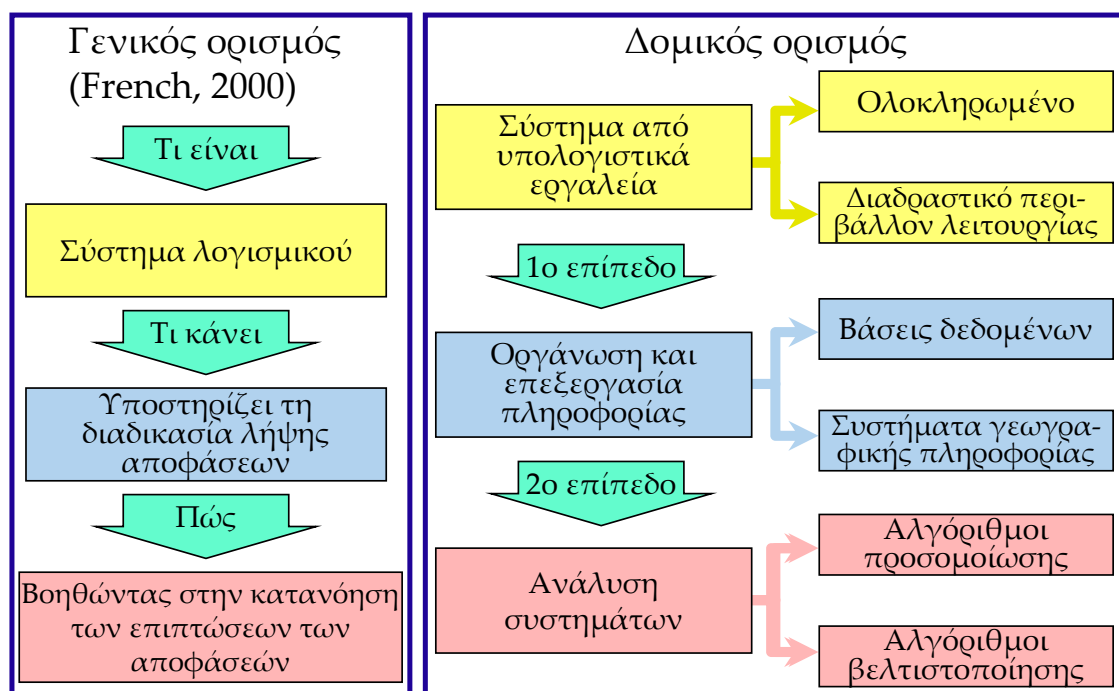 Γενικός ορισμός
(French, 2000)
Τι είναι
Σύστημα λογισμικού
Τι κάνει
Υποστηρίζει τη
διαδικασία λήψης
αποφάσεων
Πώς
Βοηθώντας στην κατανόηση
των επιπτώσεων των
αποφάσεών
Δομικός ορισμός
Σύστημα από
υπολογιστικά
εργαλεία
Ολοκληρωμένο
Διαδραστικό περι-
βάλλον λειτουργίας
1ο επίπεδο
Οργάνωση και
επεξεργασία
πληροφορίας
Βάσεις δεδομένων
Συστήματα γεωγρα-
φικής πληροφορίας
2ο επίπεδο
Ανάλυση
συστημάτων
Αλγόριθμοι
προσομοίωσης
Αλγόριθμοι
βελτιστοποίησης